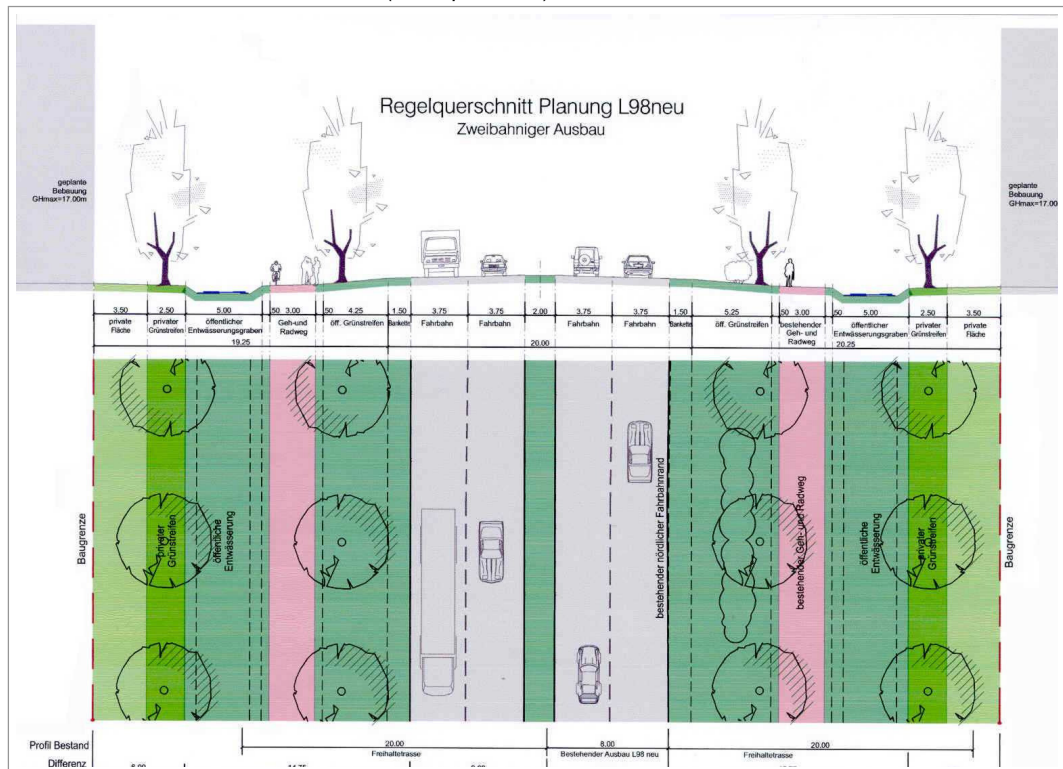 Regelquerschnitt Planung L98neu
Zweibahniger Ausbau
geplante
Bebauung
GHmax=17.00m
geplante
Bebauung
GHmax=17.00
3.50 2.50 5.00 .50 3.00 .50 4.25 1.50 3.75 3.75 2.00 3.75 3.75 1.50 5.25 .50 3.00 .50 5.00 2.50 3.50
private
Fläche
privater
Grünstreifen
öffentlicher
Entwässerungsgraben
Geh-und
Radweg
öff. Grünstreifen
Bankette
Fahrbahn
Fahrbahn
Fahrbahn
Fahrbahn
Bankette
öff. Grünstreifen
bestehender
Geh- und
Radweg
öffentlicher
Entwässerungsgraben
privater
Grünstreifen
private
Fläche
19.25 20.00 20.25
Baugrenze
privater
Grünstreifen
öffentliche
Entwässerung
bestehender nördlicher Fahrbahnrand
bestehender Geh- und Radweg
öffentliche
Entwässerung
privater
Grünstreifen
Baugrenze
Profil Bestand 20.00 8.00 20.00
Freihaltetrasse Bestehender Ausbau L98 neu Freihaltetrasse
Differenz